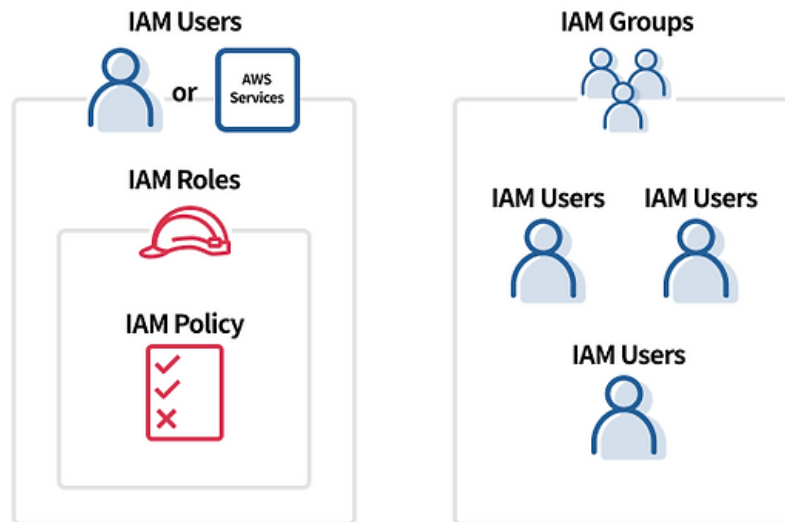 IAM Users
or
AWS
Services
IAM Roles
IAM Policy
IAM Groups
IAM Users
IAM Users
IAM Users